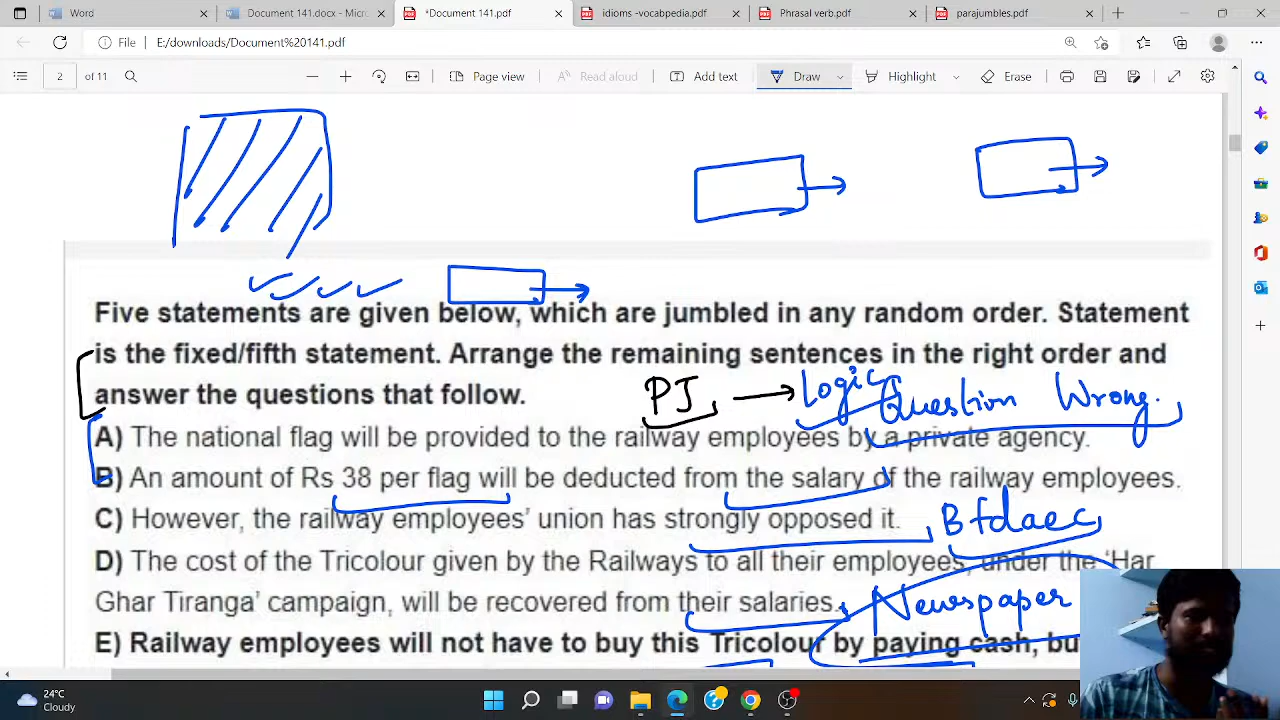 Word
Document 141.docx - Micros
*Document 141.pdf
idioms -vocabpedia.pdf
Phrasal verb.pdf
parajumbles.pdf
File
E:/downloads/Document%20141.pdf
2 of 11
Page view
Read aloud
Add text
Draw
Highlight
Erase
Five statements are given below, which are jumbled in any random order. Statement
is the fixed/fifth statement. Arrange the remaining sentences in the right order and
answer the questions that follow.
PJ
Logic
Question Wrong.
A) The national flag will be provided to the railway employees by a private agency.
B) An amount of Rs 38 per flag will be deducted from the salary of the railway employees.
C) However, the railway employees' union has strongly opposed it.
Bfdaec
D) The cost of the Tricolour given by the Railways to all their employees, under the 'Har
Ghar Tiranga' campaign, will be recovered from their salaries.
Newspaper
E) Railway employees will not have to buy this Tricolour by paying cash, bu
24°C
Cloudy